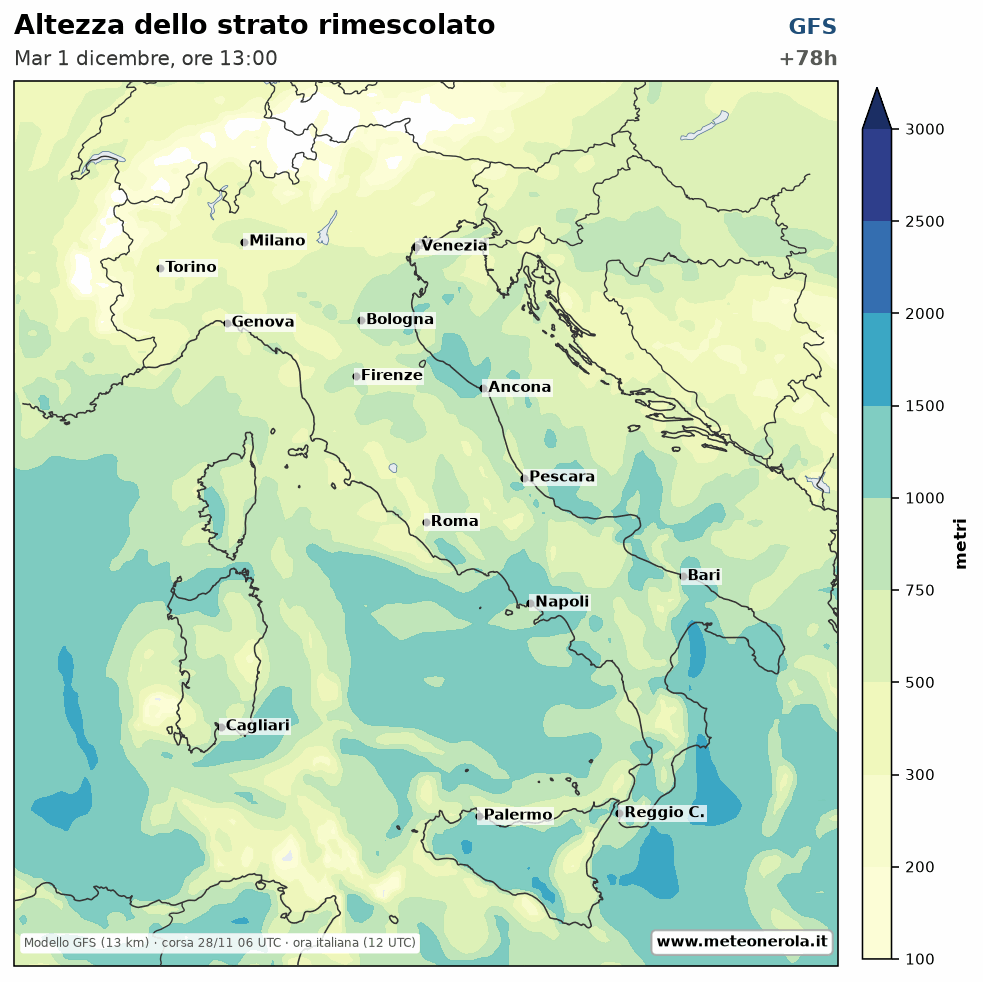 Altezza dello strato rimescolato
GFS
Mar 1 dicembre, ore 13:00
+78h
3000
2500
2000
1500
1000
750
500
300
200
100
metri
Milano
Venezia
Torino
Genova
Bologna
Firenze
Ancona
Pescara
Roma
Bari
Napoli
Cagliari
Palermo
Reggio C.
Modello GFS (13 km) · corsa 28/11 06 UTC · ora italiana (12 UTC)
www.meteonerola.it